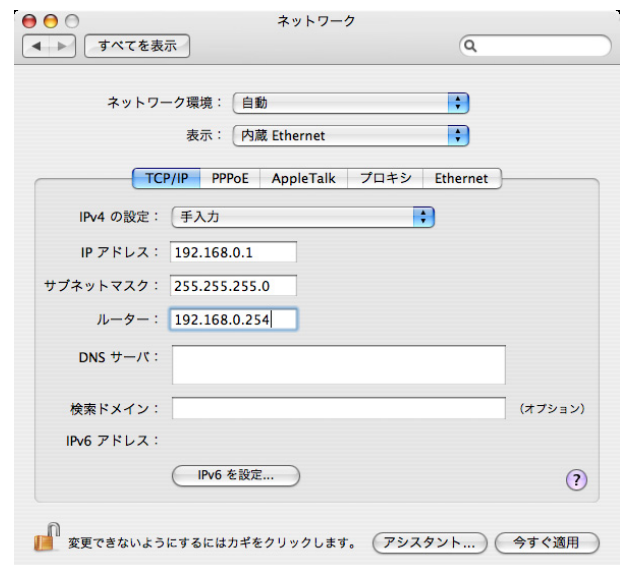 ネットワーク
すべてを表示
ネットワーク環境： 自動
表示： 内蔵 Ethernet
TCP/IP PPPoE AppleTalk プロキシ Ethernet
IPv4 の設定： 手入力
IP アドレス： 192.168.0.1
サブネットマスク： 255.255.255.0
ルーター： 192.168.0.254
DNS サーバ：
検索ドメイン： （オプション）
IPv6 アドレス：
IPv6 を設定...
?
変更できないようにするにはカギをクリックします。 アシスタント... 今すぐ適用